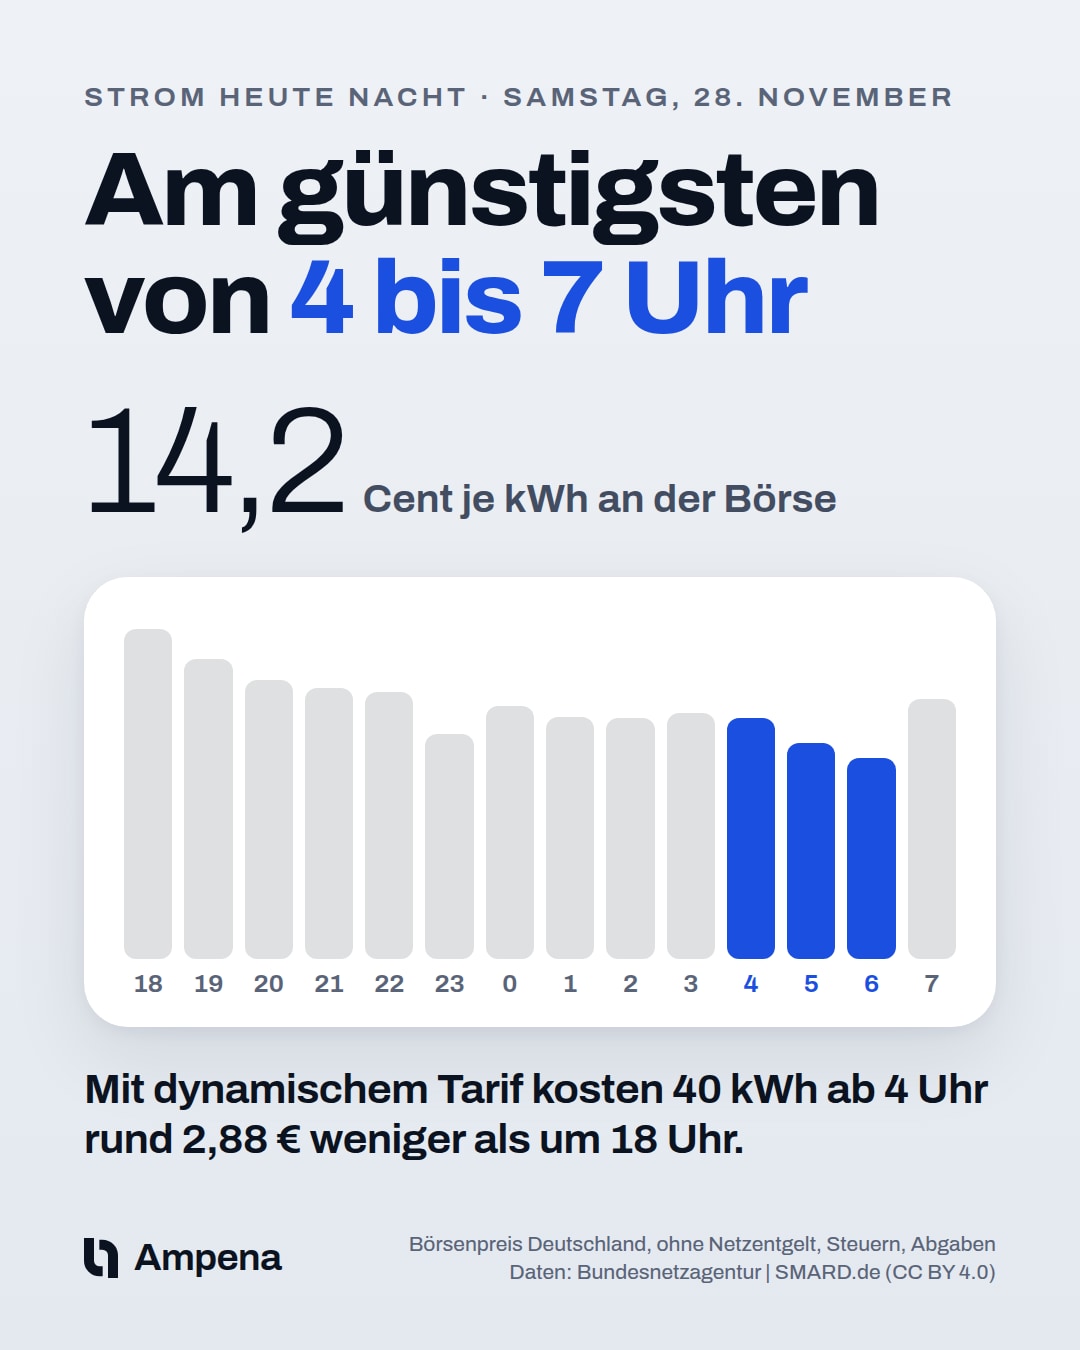 STROM HEUTE NACHT · SAMSTAG, 28. NOVEMBER
Am günstigsten
von 4 bis 7 Uhr
14,2 Cent je kWh an der Börse
18 19 20 21 22 23 0 1 2 3 4 5 6 7
Mit dynamischem Tarif kosten 40 kWh ab 4 Uhr
rund 2,88 € weniger als um 18 Uhr.
Ampena
Börsenpreis Deutschland, ohne Netzentgelt, Steuern, Abgaben
Daten: Bundesnetzagentur | SMARD.de (CC BY 4.0)